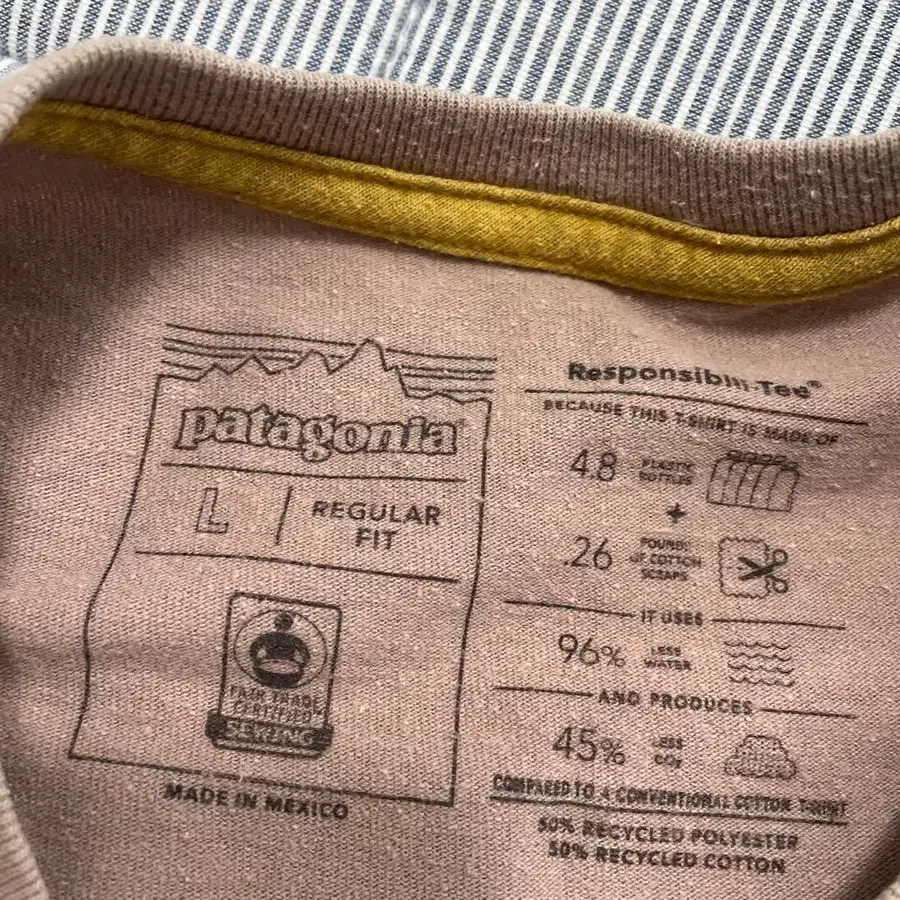 patagonia
L
REGULAR
FIT
FAIR TRADE
CERTIFIED
SEWING
MADE IN MEXICO
Responsibili-Tee®
BECAUSE THIS T-SHIRT IS MADE OF
4.8 PLASTIC
BOTTLES
+
.26 POUNDS
OF COTTON
SCRAPS
IT USES
96% LESS
WATER
AND PRODUCES
45% LESS
CO₂
COMPARED TO A CONVENTIONAL COTTON T-SHIRT
50% RECYCLED POLYESTER
50% RECYCLED COTTON